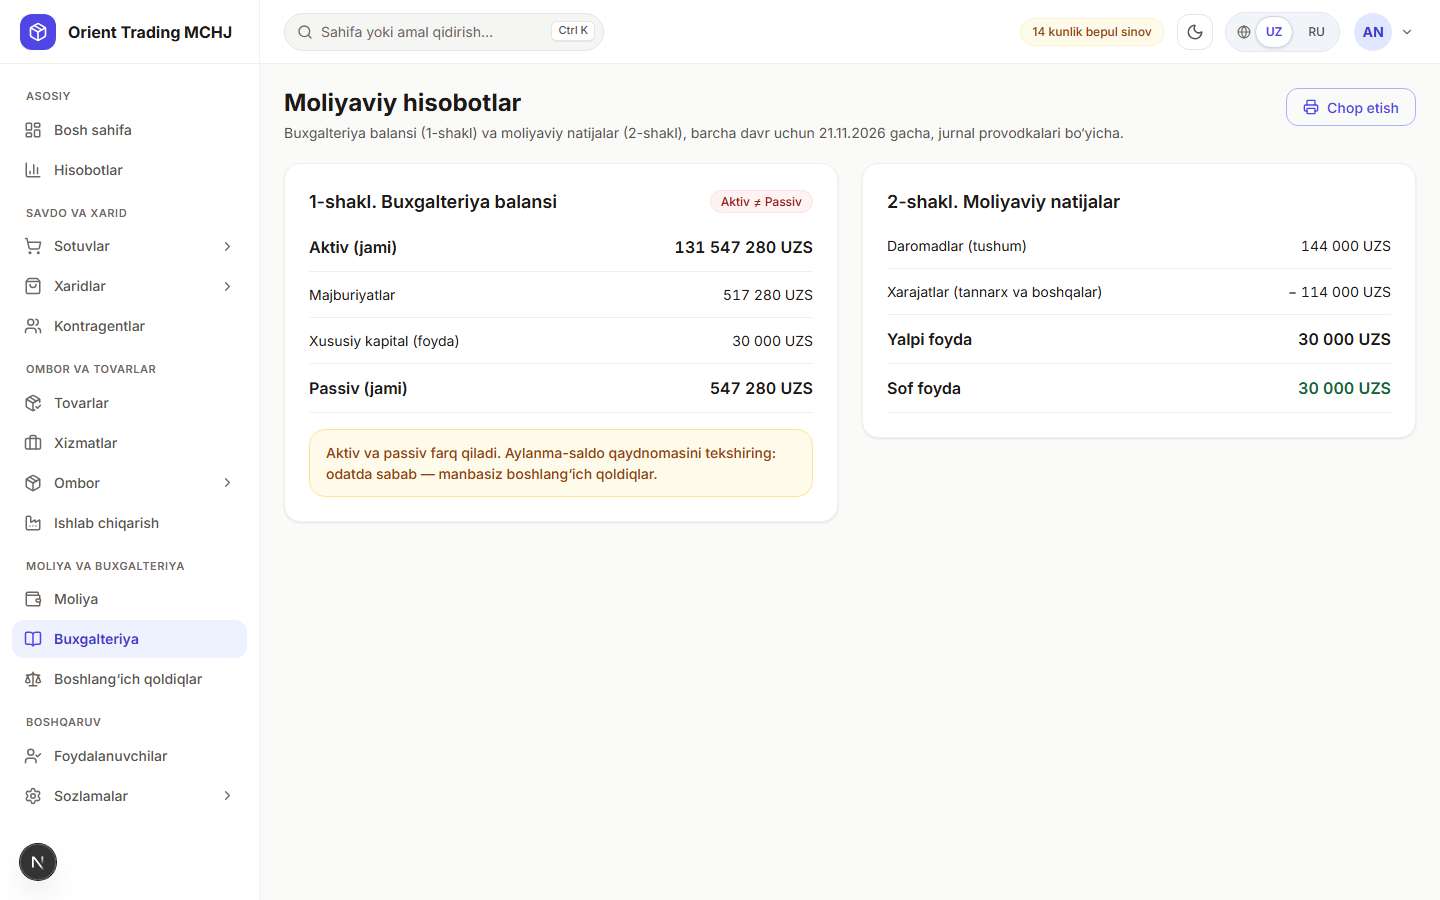 Orient Trading MCHJ
Sahifa yoki amal qidirish...
Ctrl K
14 kunlik bepul sinov
UZ
RU
AN
ASOSIY
Bosh sahifa
Hisobotlar
SAVDO VA XARID
Sotuvlar
Xaridlar
Kontragentlar
OMBOR VA TOVARLAR
Tovarlar
Xizmatlar
Ombor
Ishlab chiqarish
MOLIYA VA BUXGALTERIYA
Moliya
Buxgalteriya
Boshlangʻich qoldiqlar
BOSHQARUV
Foydalanuvchilar
Sozlamalar
N
Moliyaviy hisobotlar
Buxgalteriya balansi (1-shakl) va moliyaviy natijalar (2-shakl), barcha davr uchun 21.11.2026 gacha, jurnal provodkalari boʻyicha.
Chop etish
1-shakl. Buxgalteriya balansi
Aktiv ≠ Passiv
Aktiv (jami) 131 547 280 UZS
Majburiyatlar 517 280 UZS
Xususiy kapital (foyda) 30 000 UZS
Passiv (jami) 547 280 UZS
Aktiv va passiv farq qiladi. Aylanma-saldo qaydnomasini tekshiring:
odatda sabab — manbasiz boshlangʻich qoldiqlar.
2-shakl. Moliyaviy natijalar
Daromadlar (tushum) 144 000 UZS
Xarajatlar (tannarx va boshqalar) − 114 000 UZS
Yalpi foyda 30 000 UZS
Sof foyda 30 000 UZS